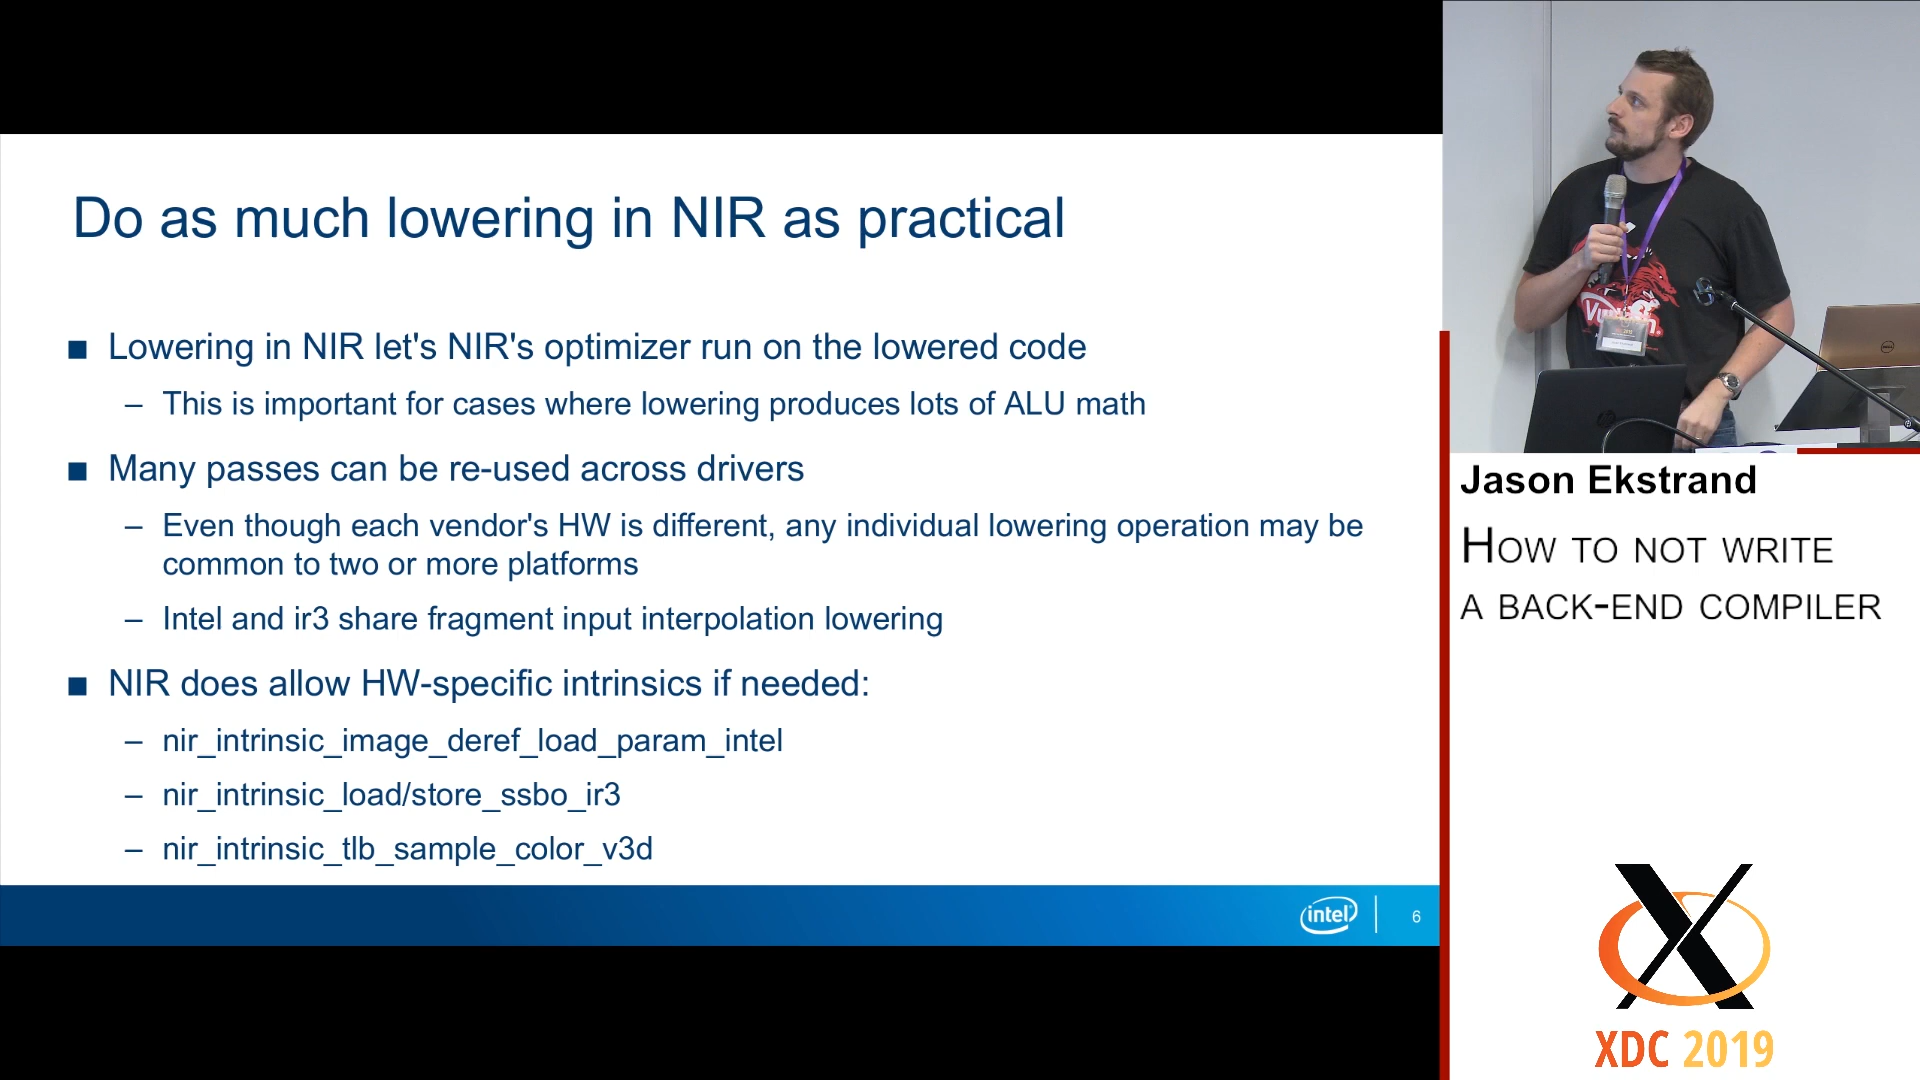 Do as much lowering in NIR as practical
■ Lowering in NIR let's NIR's optimizer run on the lowered code
– This is important for cases where lowering produces lots of ALU math
■ Many passes can be re-used across drivers
– Even though each vendor's HW is different, any individual lowering operation may be
common to two or more platforms
– Intel and ir3 share fragment input interpolation lowering
■ NIR does allow HW-specific intrinsics if needed:
– nir_intrinsic_image_deref_load_param_intel
– nir_intrinsic_load/store_ssbo_ir3
– nir_intrinsic_tlb_sample_color_v3d
intel
6
Jason Ekstrand
HOW TO NOT WRITE
A BACK-END COMPILER
XDC 2019